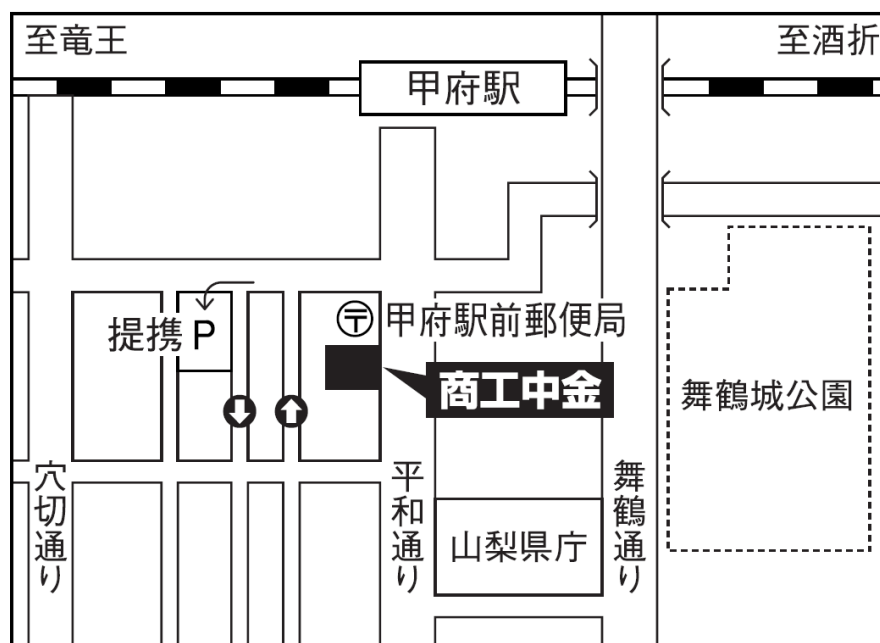 至竜王
至酒折
甲府駅
〒甲府駅前郵便局
提携P
商工中金
舞鶴城公園
穴切通り
平和通り
舞鶴通り
山梨県庁